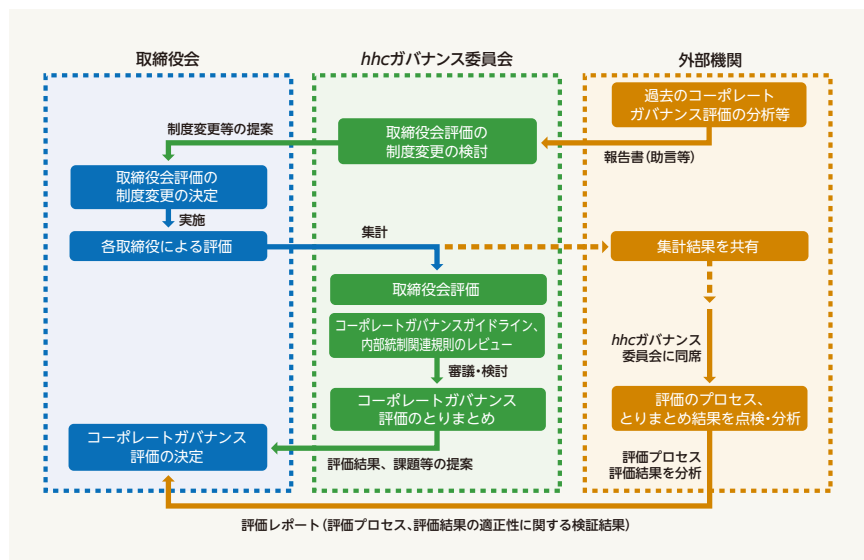 取締役会
hhcガバナンス委員会
外部機関
過去のコーポレート
ガバナンス評価の分析等
制度変更等の提案
取締役会評価の
制度変更の検討
報告書(助言等)
取締役会評価の
制度変更の決定
実施
各取締役による評価
集計
集計結果を共有
取締役会評価
コーポレートガバナンスガイドライン、
内部統制関連規則のレビュー
hhcガバナンス
委員会に同席
審議・検討
コーポレートガバナンス
評価のとりまとめ
評価のプロセス、
とりまとめ結果を点検・分析
コーポレートガバナンス
評価の決定
評価結果、課題等の提案
評価プロセス
評価結果を分析
評価レポート(評価プロセス、評価結果の適正性に関する検証結果)